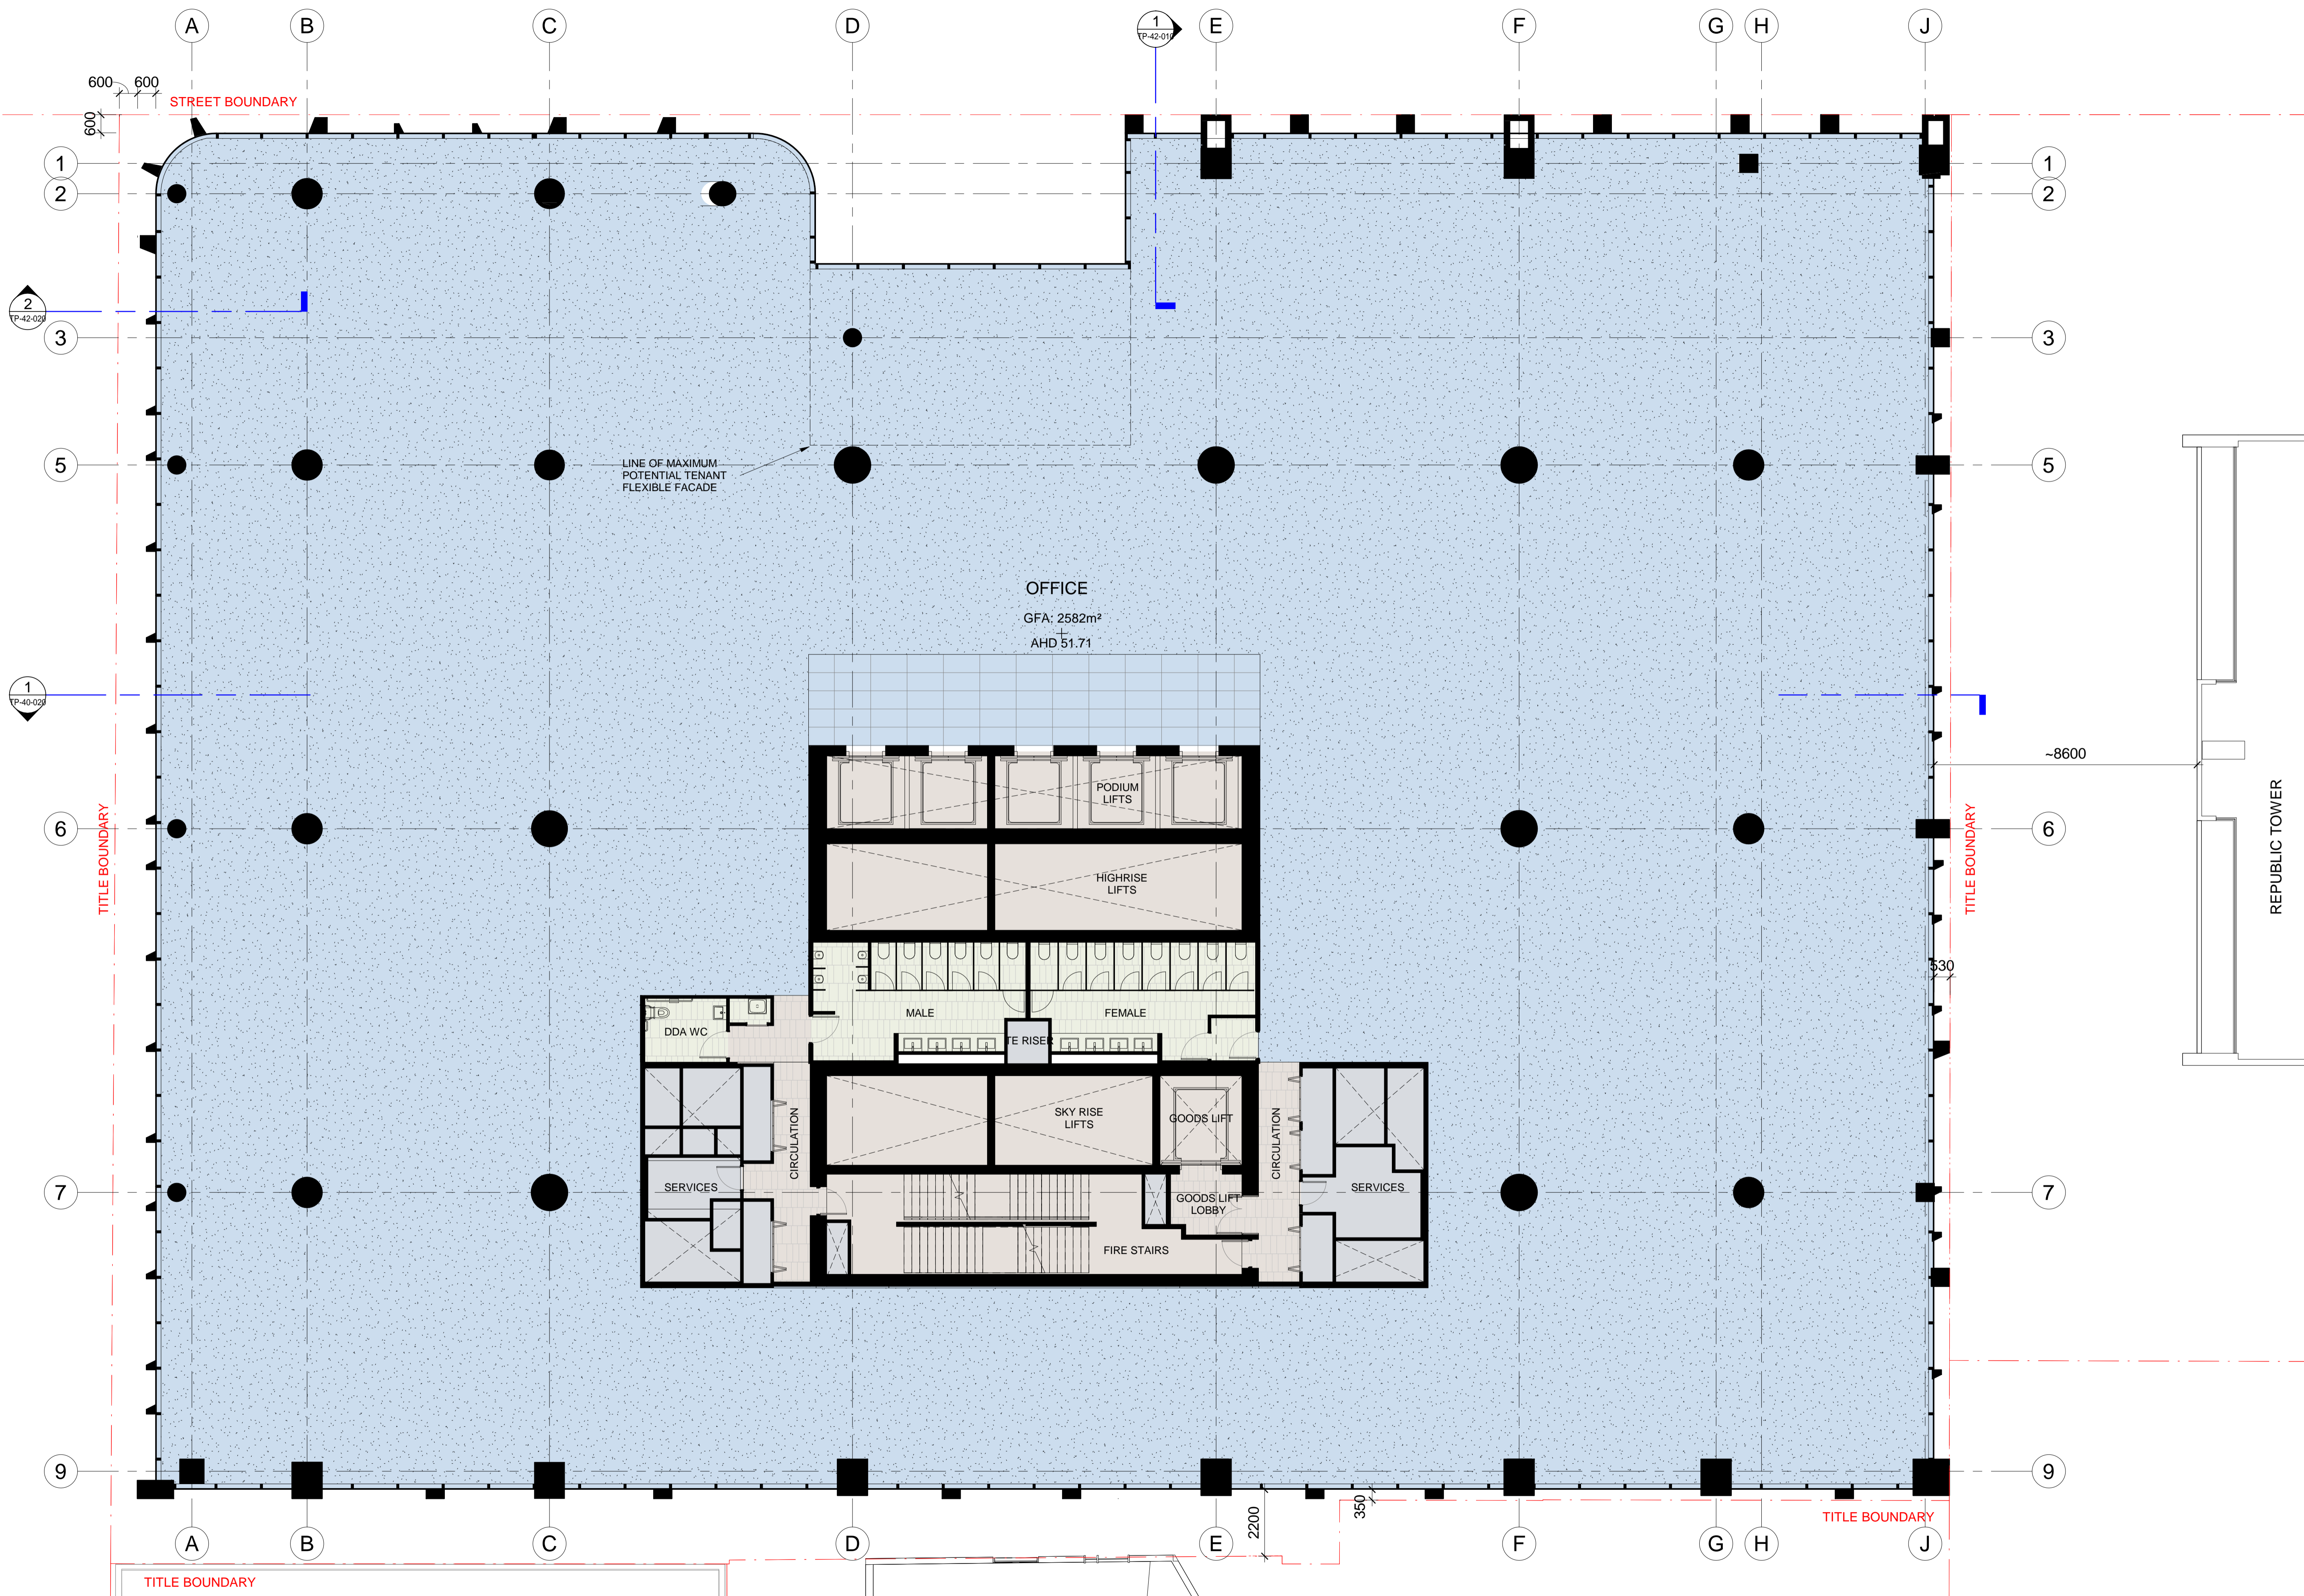 A B C D E F G H J
1
TP-42-010
600 600
STREET BOUNDARY
600
1 1
2 2
2
TP-42-020
3 3
LINE OF MAXIMUM
POTENTIAL TENANT
FLEXIBLE FACADE
5 5
OFFICE
GFA: 2582m²
AHD 51.71
1
TP-40-020
~8600
PODIUM
LIFTS
TITLE BOUNDARY
TITLE BOUNDARY
REPUBLIC TOWER
6 6
HIGHRISE
LIFTS
530
MALE
FEMALE
DDA WC
TE RISER
CIRCULATION
SKY RISE
LIFTS
GOODS LIFT
CIRCULATION
SERVICES
SERVICES
7 7
GOODS LIFT
LOBBY
FIRE STAIRS
9 9
2200
350
TITLE BOUNDARY
A B C D E F G H J
TITLE BOUNDARY